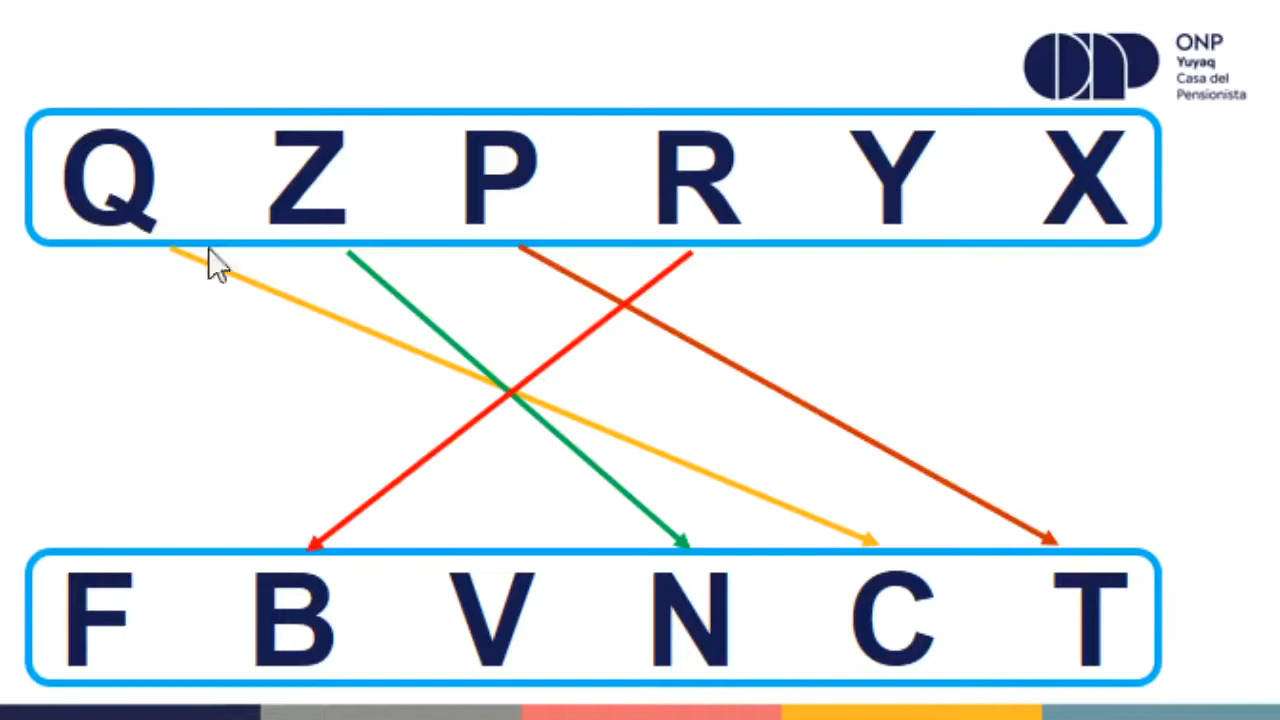 ONP
Yuyaq
Casa del
Pensionista
Q Z P R Y X
F B V N C T